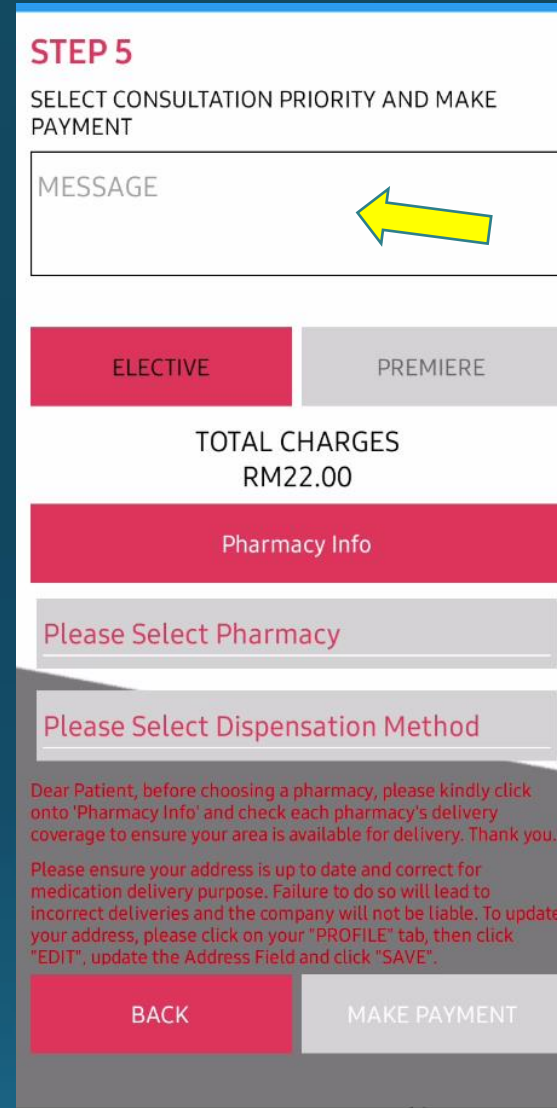 STEP 5
SELECT CONSULTATION PRIORITY AND MAKE
PAYMENT
MESSAGE
ELECTIVE
PREMIERE
TOTAL CHARGES
RM22.00
Pharmacy Info
Please Select Pharmacy
Please Select Dispensation Method
Dear Patient, before choosing a pharmacy, please kindly click
onto 'Pharmacy Info' and check each pharmacy's delivery
coverage to ensure your area is available for delivery. Thank you.
Please ensure your address is up to date and correct for
medication delivery purpose. Failure to do so will lead to
incorrect deliveries and the company will not be liable. To update
your address, please click on your "PROFILE" tab, then click
"EDIT", update the Address Field and click "SAVE".
BACK
MAKE PAYMENT